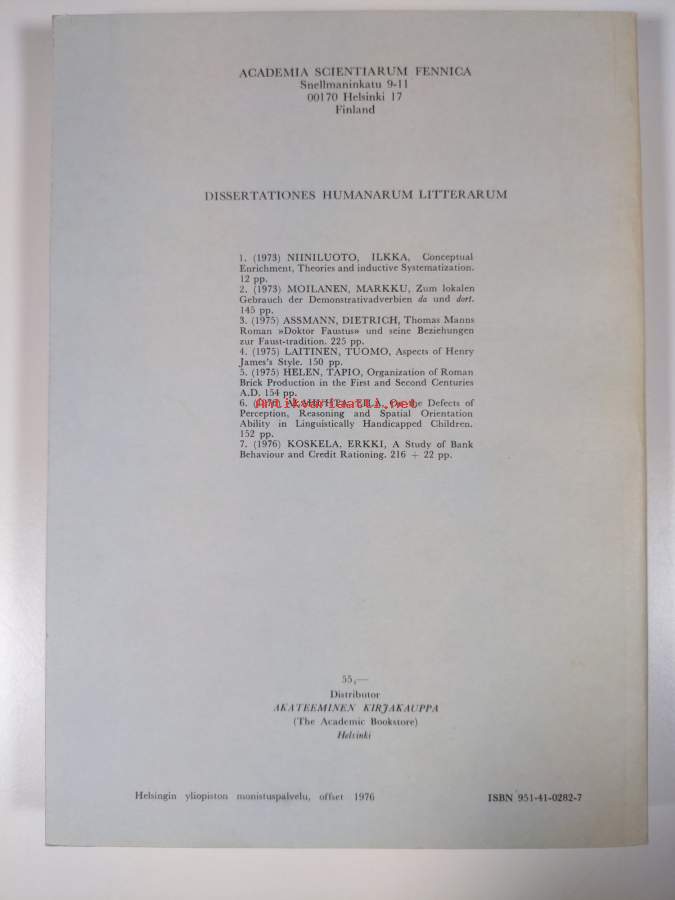 ACADEMIA SCIENTIARUM FENNICA
Snellmaninkatu 9-11
00170 Helsinki 17
Finland
DISSERTATIONES HUMANARUM LITTERARUM
1. (1973) NIINILUOTO, ILKKA, Conceptual
Enrichment, Theories and inductive Systematization.
12 pp.
2. (1973) MOILANEN, MARKKU, Zum lokalen
Gebrauch der Demonstrativadverbien da und dort.
145 pp.
3. (1975) ASSMANN, DIETRICH, Thomas Manns
Roman »Doktor Faustus» und seine Beziehungen
zur Faust-tradition. 225 pp.
4. (1975) LAITINEN, TUOMO, Aspects of Henry
James's Style. 150 pp.
5. (1975) HELEN, TAPIO, Organization of Roman
Brick Production in the First and Second Centuries
A.D. 154 pp.
6. the Defects of
Antikvariaatti.net
Perception, Reasoning and Spatial Orientation
Ability in Linguistically Handicapped Children.
152 pp.
7. (1976) KOSKELA, ERKKI, A Study of Bank
Behaviour and Credit Rationing. 216 + 22 pp.
55,—
Distributor
AKATEEMINEN KIRJAKAUPPA
(The Academic Bookstore)
Helsinki
Helsingin yliopiston monistuspalvelu, offset 1976
ISBN 951-41-0282-7